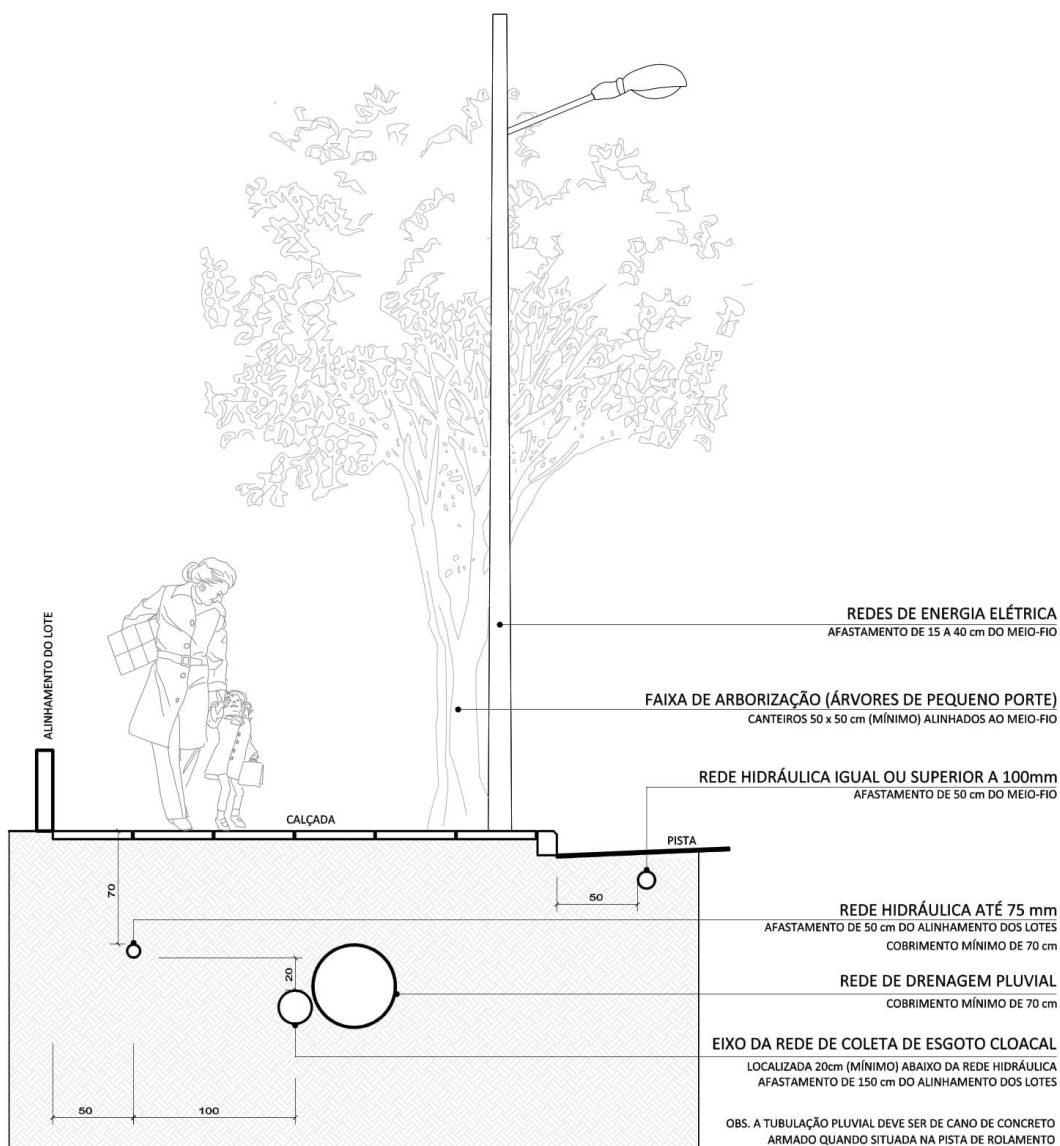 ALINHAMENTO DO LOTE
REDES DE ENERGIA ELÉTRICA
AFASTAMENTO DE 15 A 40 cm DO MEIO-FIO
FAIXA DE ARBORIZAÇÃO (ÁRVORES DE PEQUENO PORTE)
CANTEIROS 50 x 50 cm (MÍNIMO) ALINHADOS AO MEIO-FIO
REDE HIDRÁULICA IGUAL OU SUPERIOR A 100mm
AFASTAMENTO DE 50 cm DO MEIO-FIO
CALÇADA
PISTA
70
50
REDE HIDRÁULICA ATÉ 75 mm
AFASTAMENTO DE 50 cm DO ALINHAMENTO DOS LOTES
COBRIMENTO MÍNIMO DE 70 cm
20
REDE DE DRENAGEM PLUVIAL
COBRIMENTO MÍNIMO DE 70 cm
EIXO DA REDE DE COLETA DE ESGOTO CLOACAL
LOCALIZADA 20cm (MÍNIMO) ABAIXO DA REDE HIDRÁULICA
AFASTAMENTO DE 150 cm DO ALINHAMENTO DOS LOTES
50
100
OBS. A TUBULAÇÃO PLUVIAL DEVE SER DE CANO DE CONCRETO
ARMADO QUANDO SITUADA NA PISTA DE ROLAMENTO